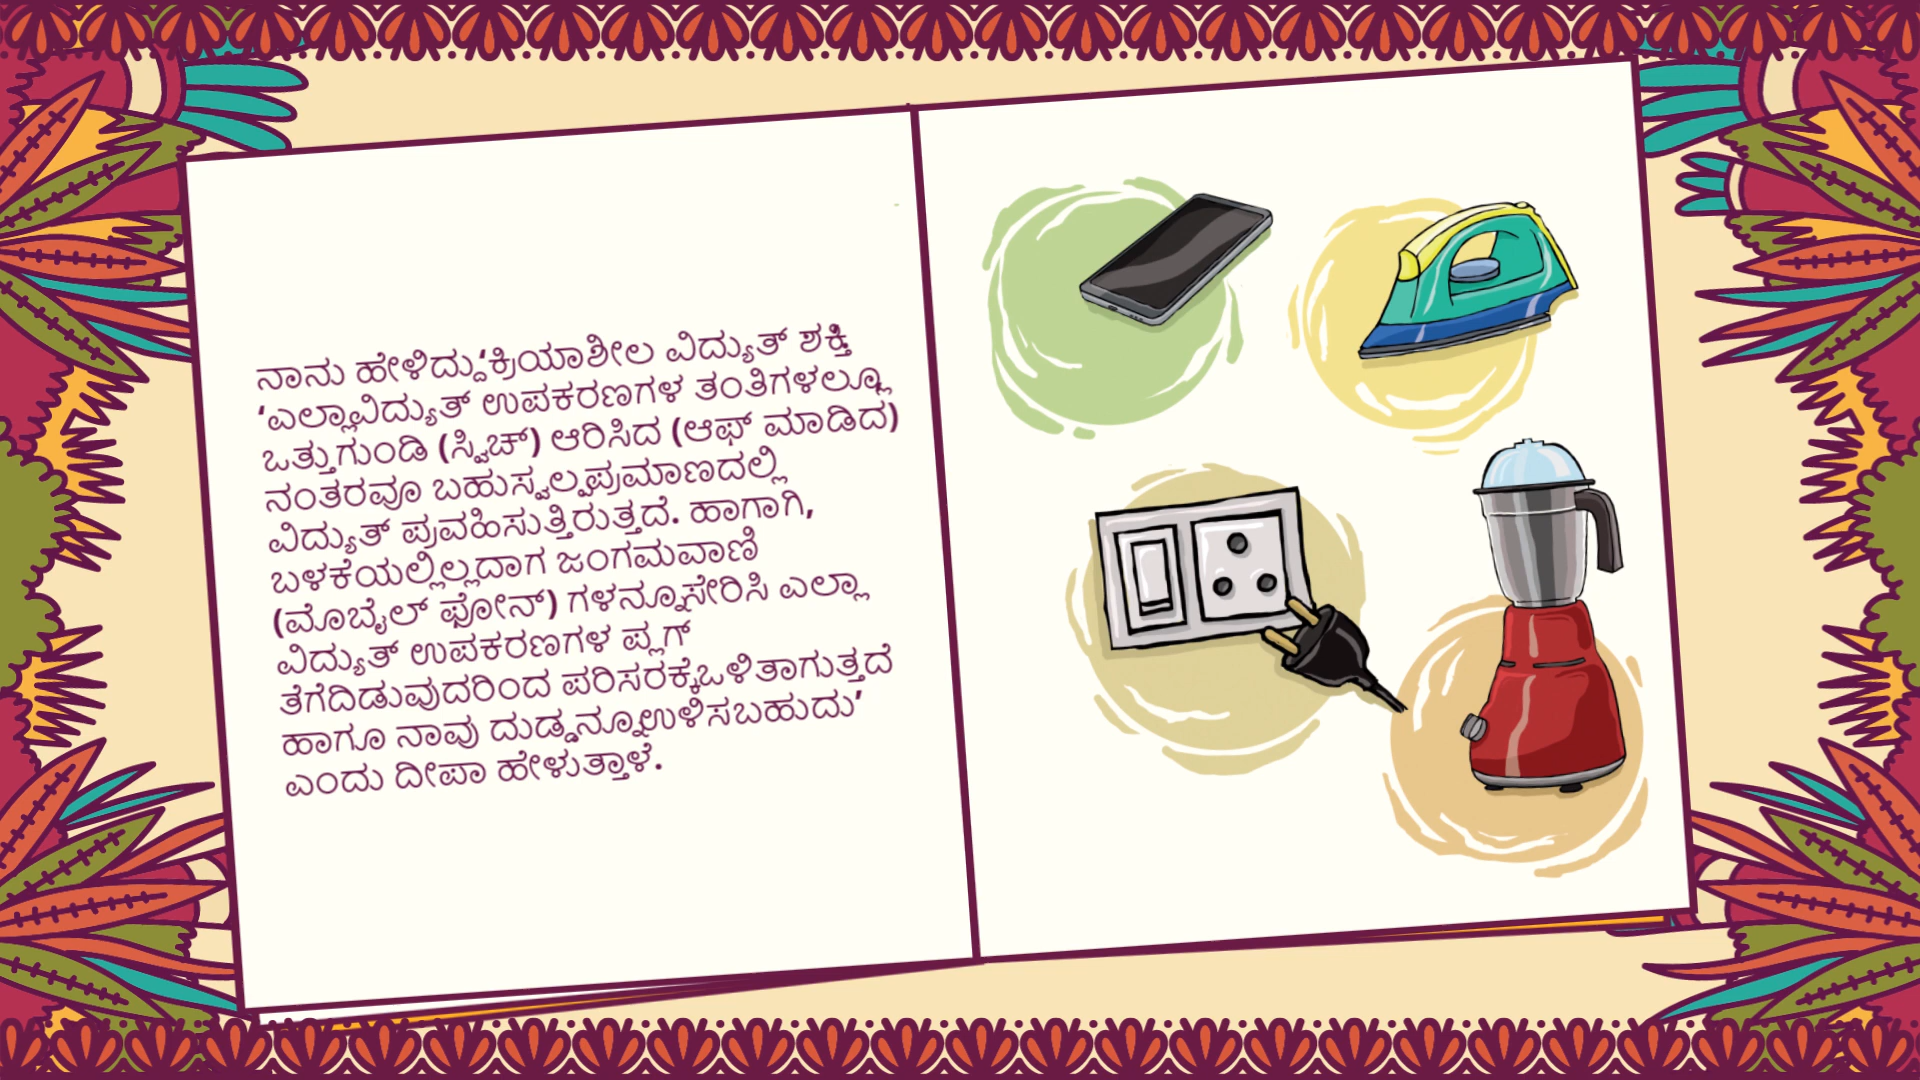 ನಾನು ಹೇಳಿದ್ದು‘ಕ್ರಿಯಾಶೀಲ ವಿದ್ಯುತ್ ಶಕ್ತಿ
‘ಎಲ್ಲಾವಿದ್ಯುತ್ ಉಪಕರಣಗಳ ತಂತಿಗಳಲ್ಲೂ
ಒತ್ತುಗುಂಡಿ (ಸ್ವಿಚ್) ಆರಿಸಿದ (ಆಫ್ ಮಾಡಿದ)
ನಂತರವೂ ಬಹುಸ್ವಲ್ಪಪ್ರಮಾಣದಲ್ಲಿ
ವಿದ್ಯುತ್ ಪ್ರವಹಿಸುತ್ತಿರುತ್ತದೆ. ಹಾಗಾಗಿ,
ಬಳಕೆಯಲ್ಲಿಲ್ಲದಾಗ ಜಂಗಮವಾಣಿ
(ಮೊಬೈಲ್ ಫೋನ್) ಗಳನ್ನೂಸೇರಿಸಿ ಎಲ್ಲಾ
ವಿದ್ಯುತ್ ಉಪಕರಣಗಳ ಪ್ಲಗ್
ತೆಗೆದಿಡುವುದರಿಂದ ಪರಿಸರಕ್ಕೆಒಳಿತಾಗುತ್ತದೆ
ಹಾಗೂ ನಾವು ದುಡ್ಡನ್ನೂಉಳಿಸಬಹುದು’
ಎಂದು ದೀಪಾ ಹೇಳುತ್ತಾಳೆ.